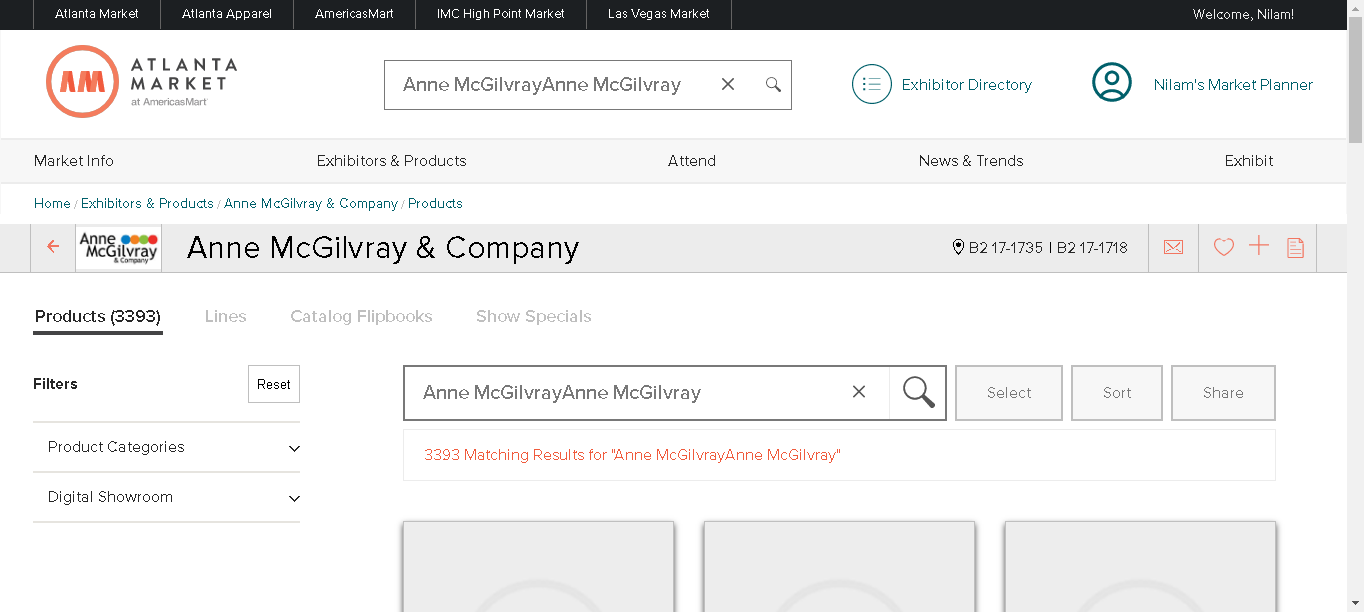 Atlanta Market Atlanta Apparel AmericasMart IMC High Point Market Las Vegas Market Welcome, Nilam!
AM ATLANTA MARKET at AmericasMart
Anne McGilvrayAnne McGilvray
Exhibitor Directory
Nilam's Market Planner
Market Info Exhibitors & Products Attend News & Trends Exhibit
Home / Exhibitors & Products / Anne McGilvray & Company / Products
Anne McGilvray & Company
Anne McGilvray & Company
B2 17-1735 | B2 17-1718
Products (3393) Lines Catalog Flipbooks Show Specials
Filters Reset
Anne McGilvrayAnne McGilvray Select Sort Share
Product Categories
3393 Matching Results for "Anne McGilvrayAnne McGilvray"
Digital Showroom